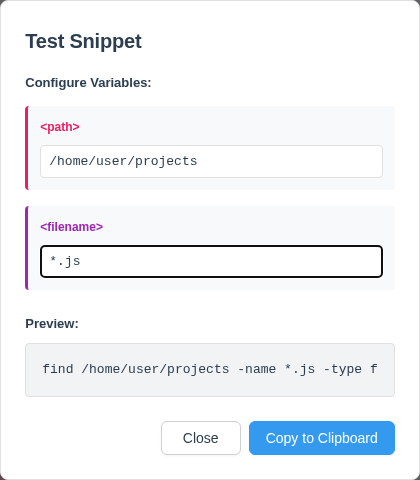 Test Snippet
Configure Variables:
<path>
/home/user/projects
<filename>
*.js
Preview:
find /home/user/projects -name *.js -type f
Close
Copy to Clipboard